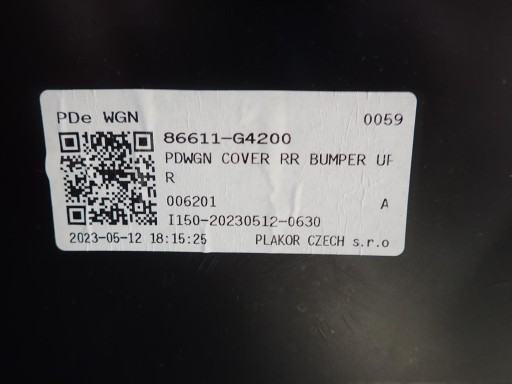 PDe WGN 0059
86611-G4200
PDWGN COVER RR BUMPER UP
R
006201 A
I150-20230512-0630
2023-05-12 18:15:25 PLAKOR CZECH s.r.o